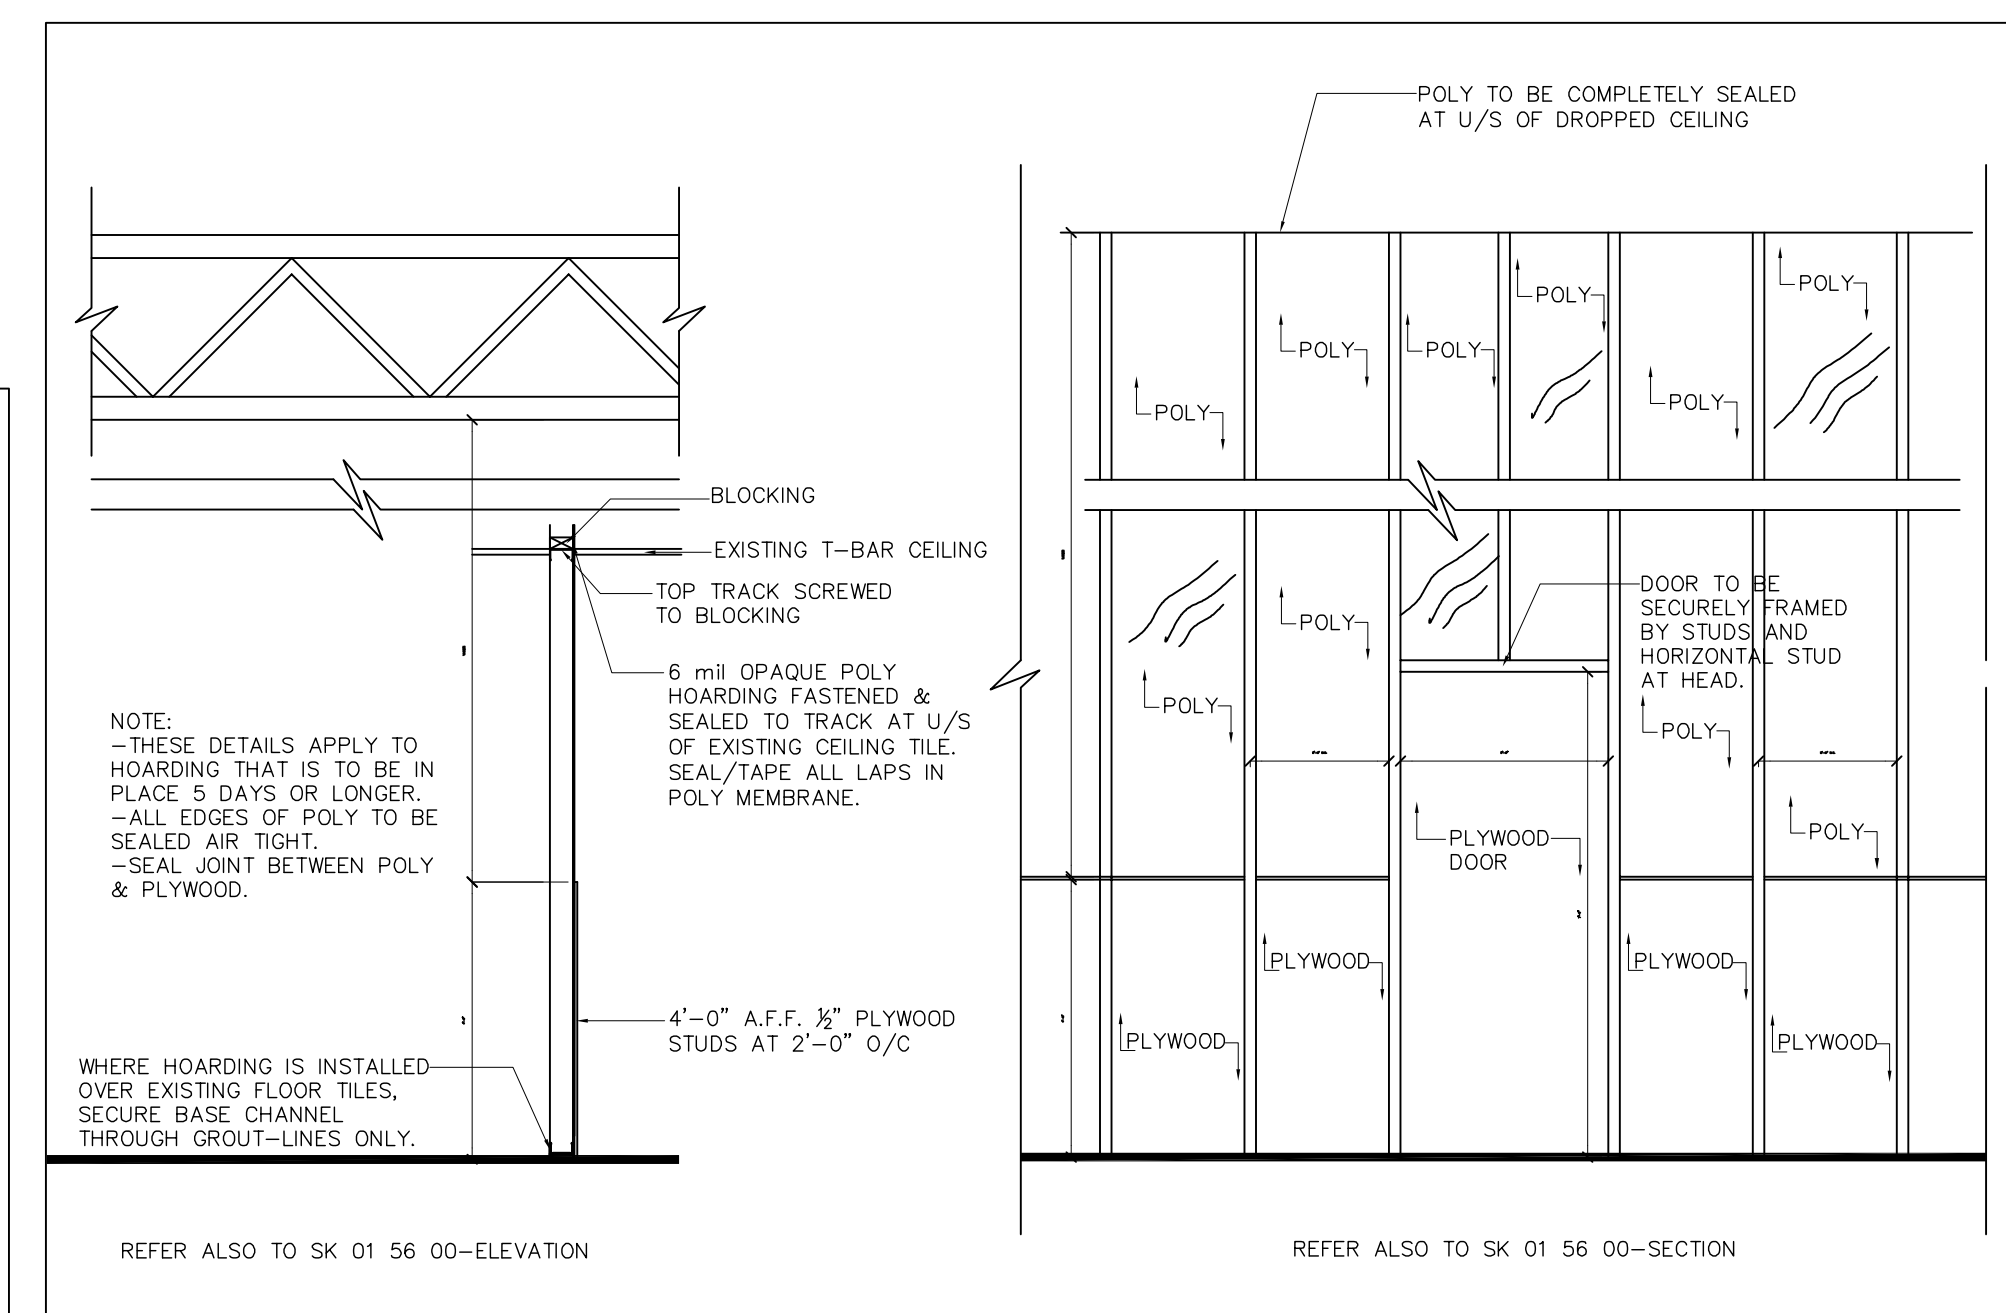 POLY TO BE COMPLETELY SEALED
AT U/S OF DROPPED CEILING
BLOCKING
EXISTING T-BAR CEILING
TOP TRACK SCREWED
TO BLOCKING
6 mil OPAQUE POLY
HOARDING FASTENED &
SEALED TO TRACK AT U/S
OF EXISTING CEILING TILE.
SEAL/TAPE ALL LAPS IN
POLY MEMBRANE.
NOTE:
-THESE DETAILS APPLY TO
HOARDING THAT IS TO BE IN
PLACE 5 DAYS OR LONGER.
-ALL EDGES OF POLY TO BE
SEALED AIR TIGHT.
-SEAL JOINT BETWEEN POLY
& PLYWOOD.
4'-0" A.F.F. ½" PLYWOOD
STUDS AT 2'-0" O/C
WHERE HOARDING IS INSTALLED
OVER EXISTING FLOOR TILES,
SECURE BASE CHANNEL
THROUGH GROUT-LINES ONLY.
REFER ALSO TO SK 01 56 00-ELEVATION
POLY
POLY
POLY
POLY
POLY
POLY
DOOR TO BE
SECURELY FRAMED
BY STUDS AND
HORIZONTAL STUD
AT HEAD.
POLY
POLY
POLY
POLY
PLYWOOD
DOOR
PLYWOOD
PLYWOOD
PLYWOOD
PLYWOOD
REFER ALSO TO SK 01 56 00-SECTION